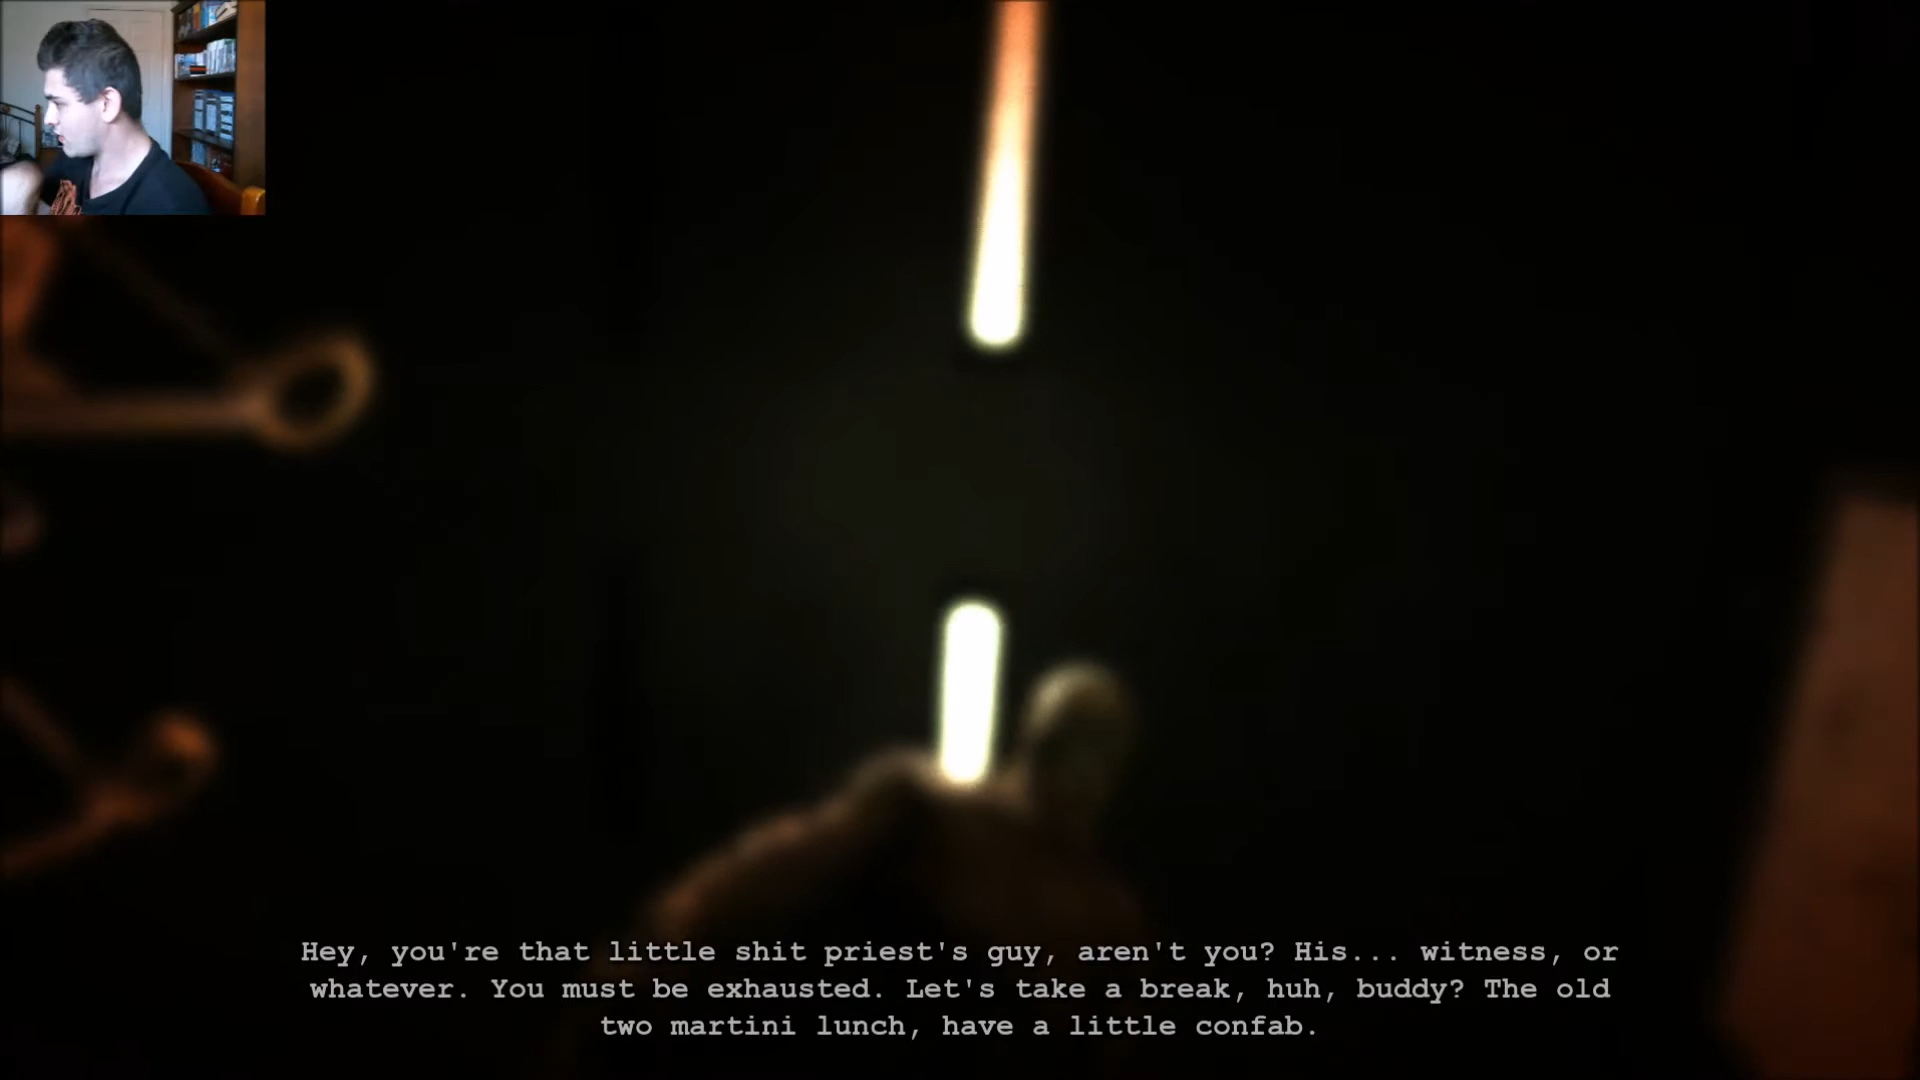 Hey, you're that little shit priest's guy, aren't you? His... witness, or
whatever. You must be exhausted. Let's take a break, huh, buddy? The old
two martini lunch, have a little confab.